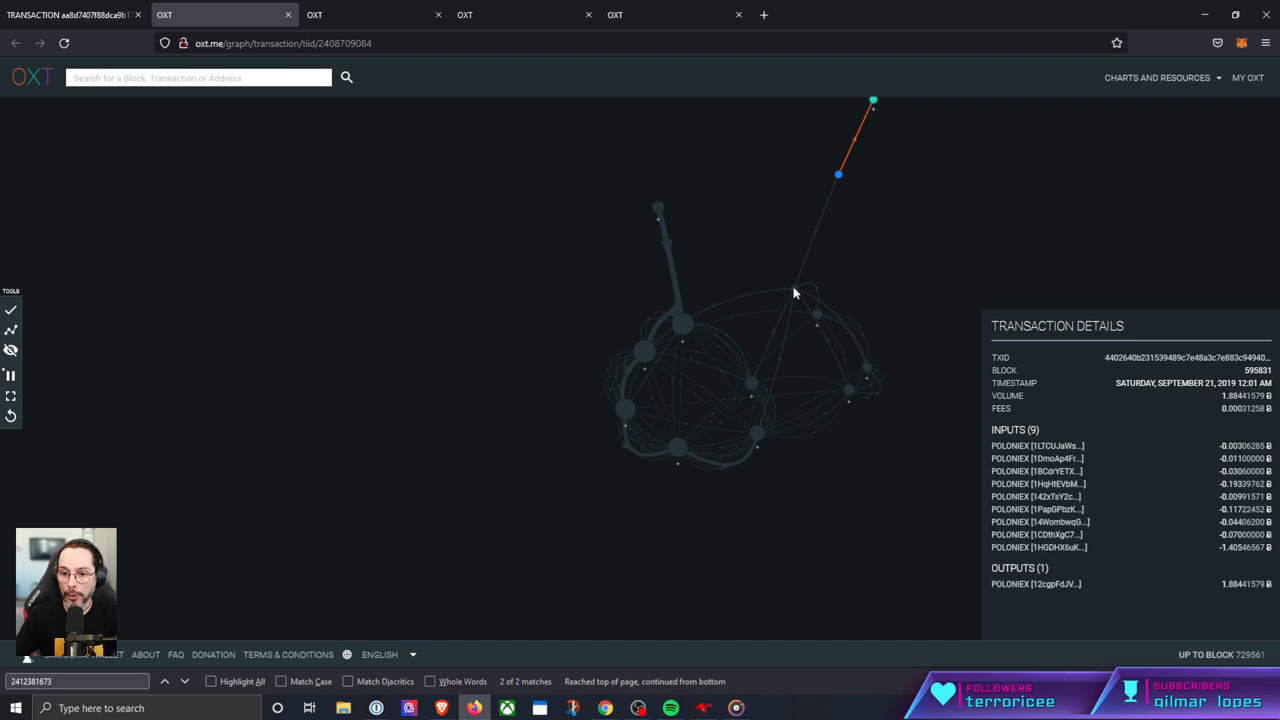 TRANSACTION aa8d7407f88dca9b1
OXT
OXT
OXT
OXT
oxt.me/graph/transaction/tiid/2408709084
OXT
Search for a Block, Transaction or Address
CHARTS AND RESOURCES
MY OXT
TOOLS
TRANSACTION DETAILS
TXID 4402640b231539489c7e48a3c7e883c94940...
BLOCK 595831
TIMESTAMP SATURDAY, SEPTEMBER 21, 2019 12:01 AM
VOLUME 1.88441579 Ƀ
FEES 0.00031258 Ƀ
INPUTS (9)
POLONIEX [1LTCUJaWs...] -0.00306285 Ƀ
POLONIEX [1DmoAp4Fr...] -0.01100000 Ƀ
POLONIEX [1BCdrYETX...] -0.03060000 Ƀ
POLONIEX [1HqHtEVbM...] -0.19339762 Ƀ
POLONIEX [142xTsY2c...] -0.00991571 Ƀ
POLONIEX [1PapGPbzK...] -0.11722452 Ƀ
POLONIEX [14WombwqG...] -0.04406200 Ƀ
POLONIEX [1CDthXgC7...] -0.07000000 Ƀ
POLONIEX [1HGDHX6uK...] -1.40546567 Ƀ
OUTPUTS (1)
POLONIEX [12cgpFdJV...] 1.88441579 Ƀ
WALLET ABOUT FAQ DONATION TERMS & CONDITIONS ENGLISH
UP TO BLOCK 729561
2412381673
Highlight All
Match Case
Match Diacritics
Whole Words
2 of 2 matches
Reached top of page, continued from bottom
Type here to search
FOLLOWERS
terroricee
SUBSCRIBERS
gilmar_lopes